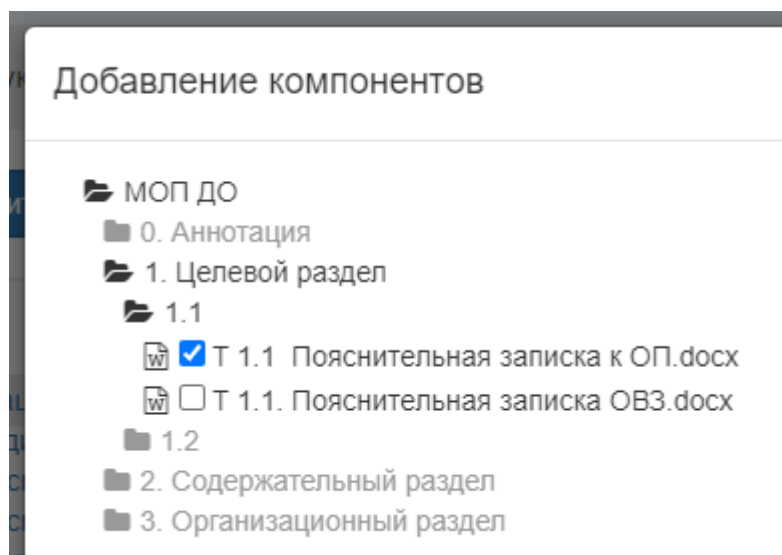 Добавление компонентов
МОП ДО
0. Аннотация
1. Целевой раздел
1.1
Т 1.1 Пояснительная записка к ОП.docx
Т 1.1. Пояснительная записка ОВЗ.docx
1.2
2. Содержательный раздел
3. Организационный раздел